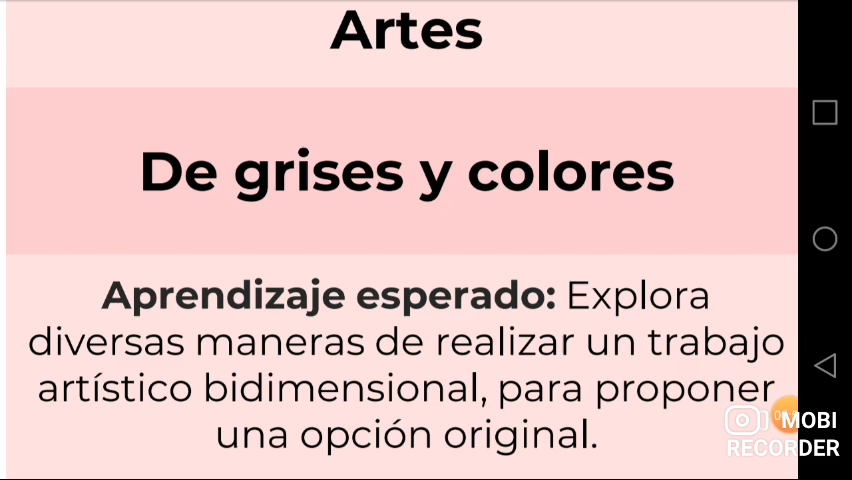 Artes
De grises y colores
Aprendizaje esperado: Explora
diversas maneras de realizar un trabajo
artístico bidimensional, para proponer
una opción original.
MOBI
RECORDER